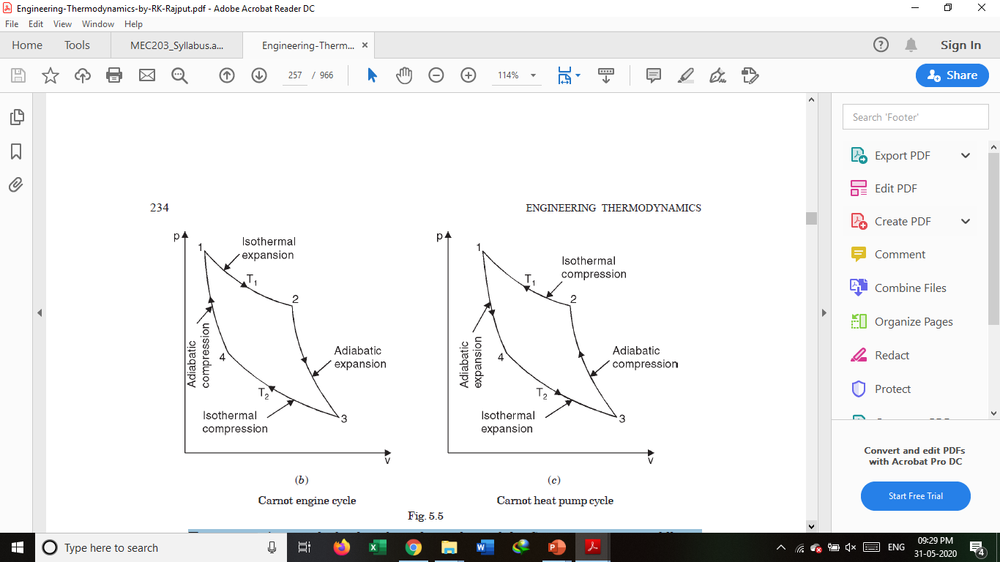 Engineering-Thermodynamics-by-RK-Rajput.pdf - Adobe Acrobat Reader DC
File Edit View Window Help
Home Tools MEC203_Syllabus.a... Engineering-Therm... ×
257 / 966 114% Share
? Sign In
234 ENGINEERING THERMODYNAMICS
p
1
Isothermal
expansion
T1
2
Adiabatic
compression
4
Adiabatic
expansion
T2
Isothermal
compression
3
v
(b)
Carnot engine cycle
p
1
Isothermal
compression
T1
2
Adiabatic
expansion
4
Adiabatic
compression
T2
Isothermal
expansion
3
v
(c)
Carnot heat pump cycle
Fig. 5.5
Search 'Footer'
Export PDF
Edit PDF
Create PDF
Comment
Combine Files
Organize Pages
Redact
Protect
Convert and edit PDFs
with Acrobat Pro DC
Start Free Trial
Type here to search
ENG
09:29 PM
31-05-2020
4